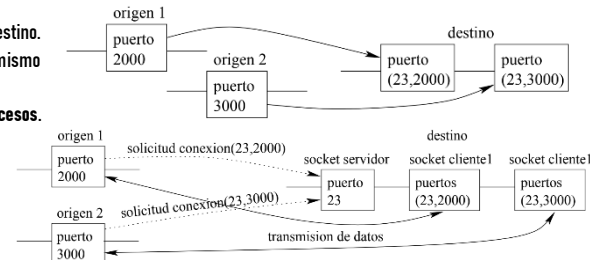 estino.
mismo
cesos.
origen 1
puerto
2000
origen 2
puerto
3000
destino
puerto
(23,2000)
puerto
(23,3000)
origen 1
puerto
2000
solicitud conexion(23,2000)
destino
socket servidor
socket cliente1
socket cliente1
puerto
23
puertos
(23,2000)
puertos
(23,3000)
origen 2
puerto
3000
solicitud conexion(23,3000)
transmision de datos